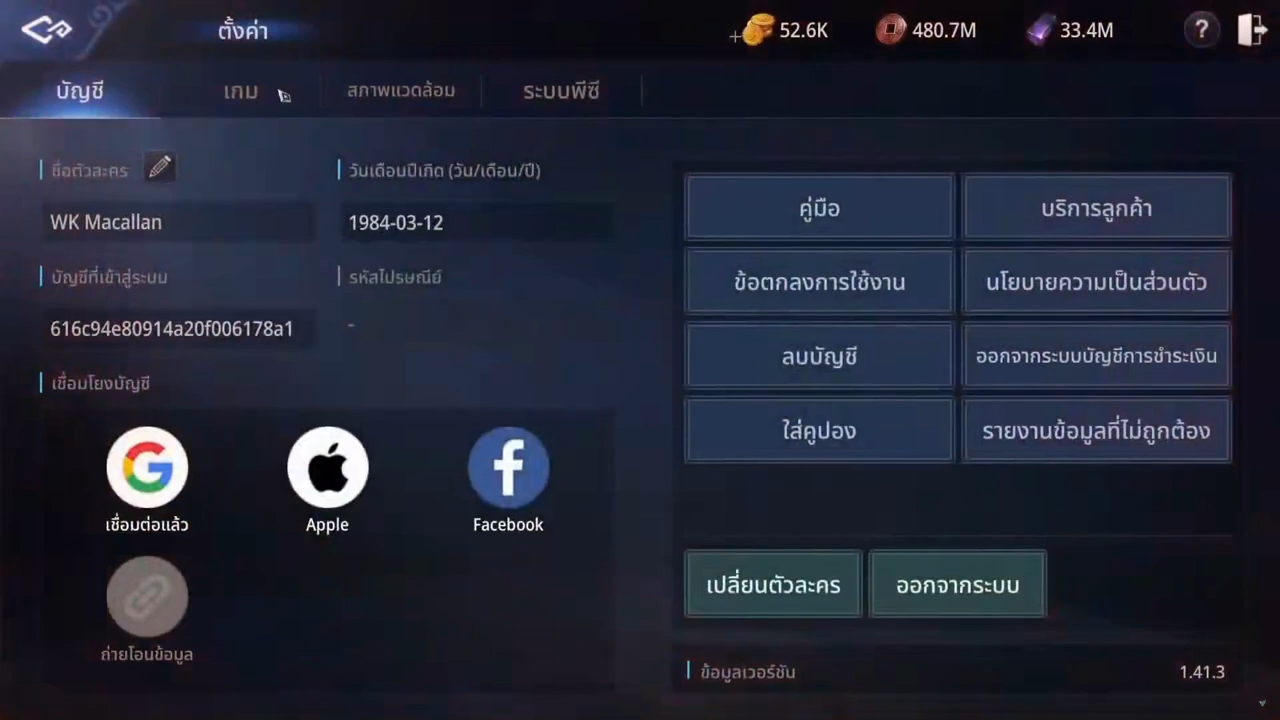 ตั้งค่า
52.6K
480.7M
33.4M
?
บัญชี
เกม
สภาพแวดล้อม
ระบบพีซี
ชื่อตัวละคร
วันเดือนปีเกิด (วัน/เดือน/ปี)
WK Macallan
1984-03-12
บัญชีที่เข้าสู่ระบบ
รหัสไปรษณีย์
616c94e80914a20f006178a1
-
เชื่อมโยงบัญชี
เชื่อมต่อแล้ว
Apple
Facebook
ถ่ายโอนข้อมูล
คู่มือ
บริการลูกค้า
ข้อตกลงการใช้งาน
นโยบายความเป็นส่วนตัว
ลบบัญชี
ออกจากระบบบัญชีการชำระเงิน
ใส่คูปอง
รายงานข้อมูลที่ไม่ถูกต้อง
เปลี่ยนตัวละคร
ออกจากระบบ
ข้อมูลเวอร์ชัน
1.41.3